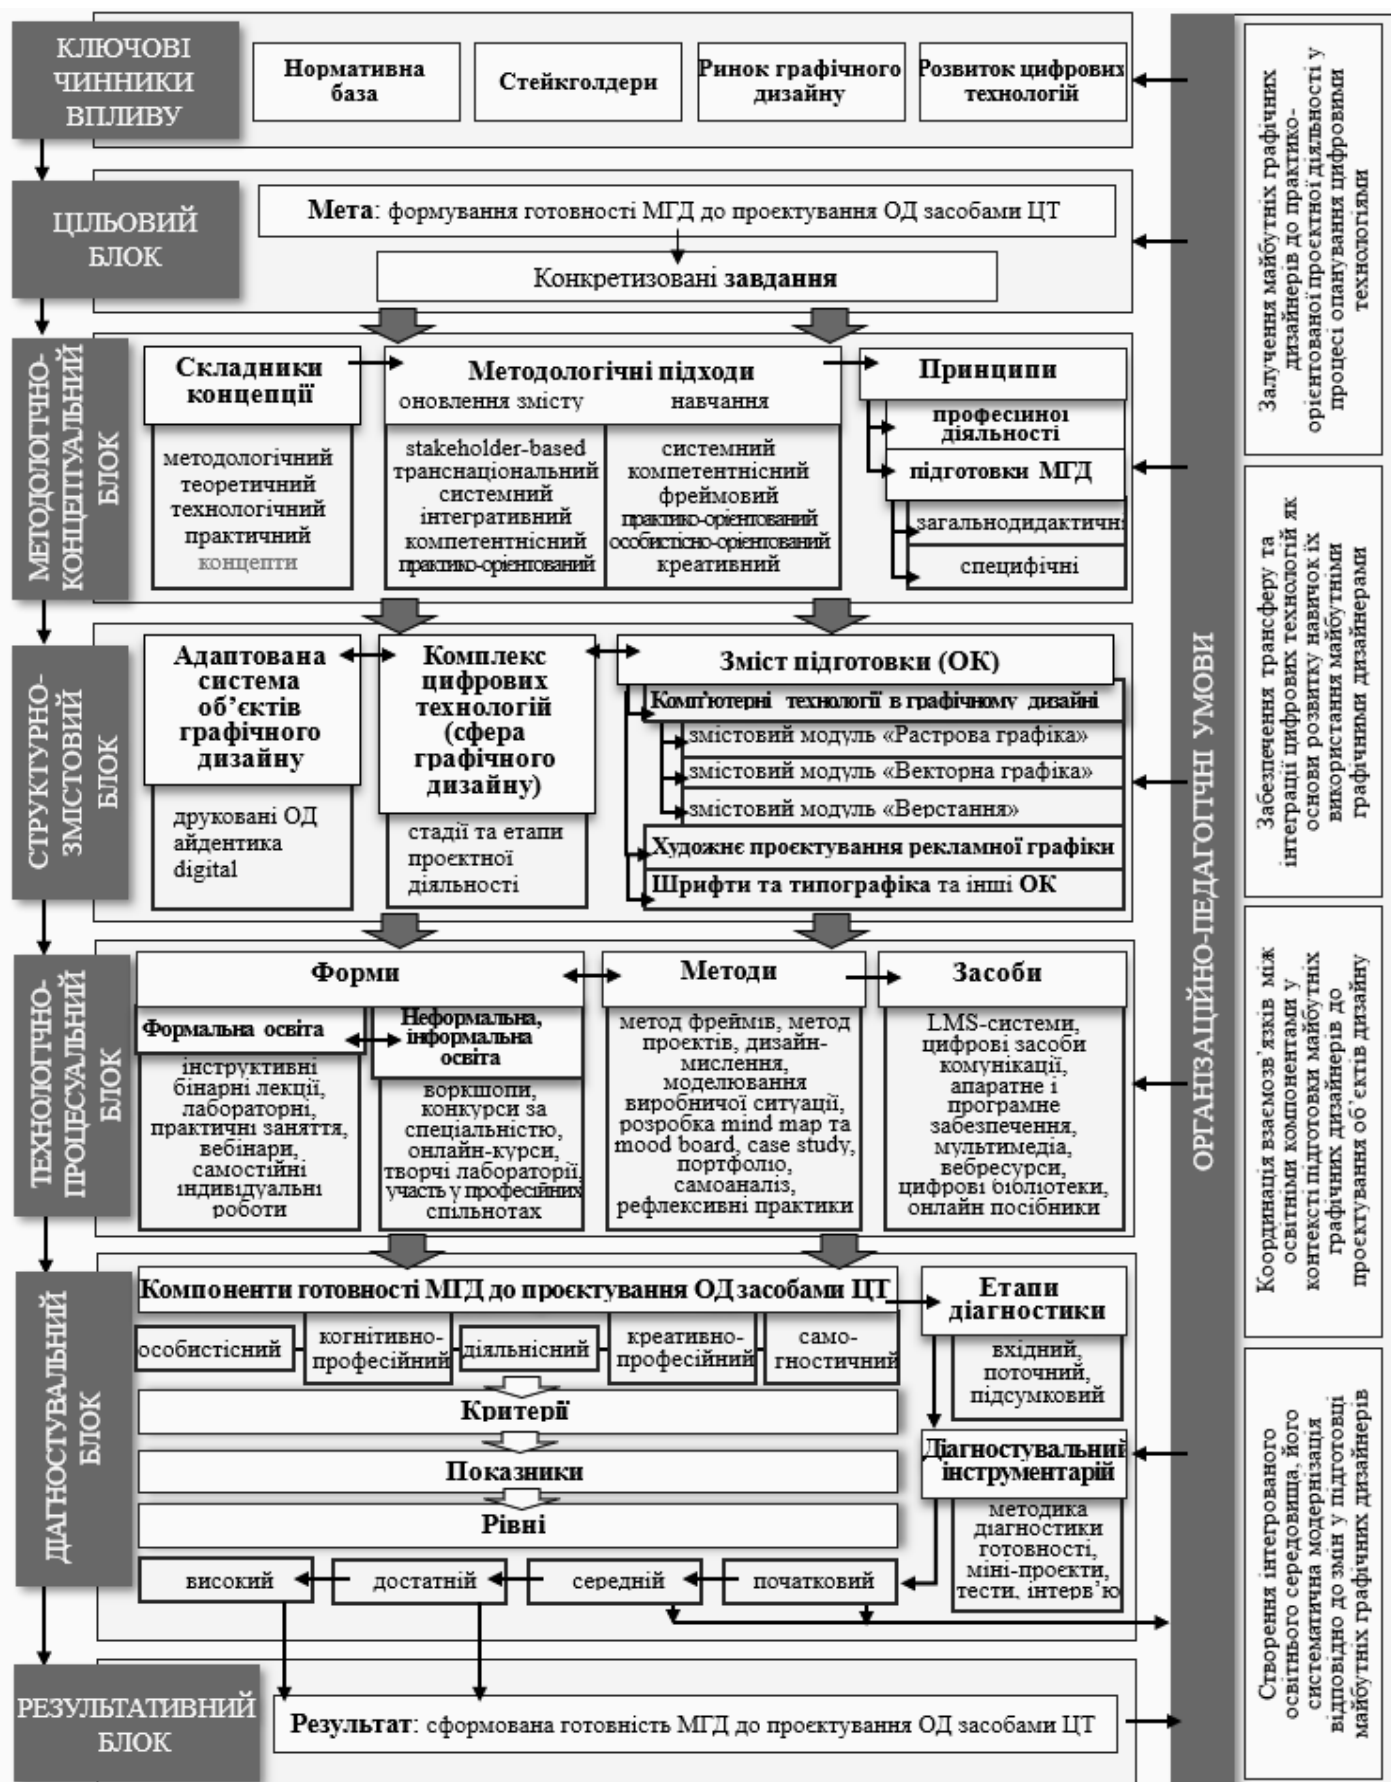 КЛЮЧОВІ
ЧИННИКИ
ВПЛИВУ
Нормативна
база
Стейкголдери
Ринок графічного
дизайну
Розвиток цифрових
технологій
ЦІЛЬОВИЙ
БЛОК
Мета: формування готовності МГД до проєктування ОД засобами ЦТ
Конкретизовані завдання
МЕТОДОЛОГІЧНО-
КОНЦЕПТУАЛЬНИЙ
БЛОК
Складники
концепції
методологічний
теоретичний
технологічний
практичний
концепти
Методологічні підходи
оновлення змісту
навчання
stakeholder-based
транснаціональний
системний
інтегративний
компетентнісний
практико-орієнтований
системний
компетентнісний
фреймовий
практико-орієнтований
особистісно-орієнтований
креативний
Принципи
професійної
діяльності
підготовки МГД
загальнодидактичні
специфічні
СТРУКТУРНО-
ЗМІСТОВИЙ
БЛОК
Адаптована
система
об’єктів
графічного
дизайну
друковані ОД
айдентика
digital
Комплекс
цифрових
технологій
(сфера
графічного
дизайну)
стадії та етапи
проєктної
діяльності
Зміст підготовки (ОК)
Комп'ютерні технології в графічному дизайні
змістовий модуль «Растрова графіка»
змістовий модуль «Векторна графіка»
змістовий модуль «Верстання»
Художнє проєктування рекламної графіки
Шрифти та типографіка та інші ОК
ТЕХНОЛОГІЧНО-
ПРОЦЕСУАЛЬНИЙ
БЛОК
Форми
Формальна освіта
інструктивні
бінарні лекції,
лабораторні,
практичні заняття,
вебінари,
самостійні
індивідуальні
роботи
Неформальна,
інформальна
освіта
воркшопи,
конкурси за
спеціальністю,
онлайн-курси,
творчі лабораторії,
участь у професійних
спільнотах
Методи
метод фреймів, метод
проєктів, дизайн-
мислення,
моделювання
виробничої ситуації,
розробка mind map та
mood board, case study,
портфоліо,
самоаналіз,
рефлексивні практики
Засоби
LMS-системи,
цифрові засоби
комунікації,
апаратне і
програмне
забезпечення,
мультимедіа,
вебресурси,
цифрові бібліотеки,
онлайн посібники
ДІАГНОСТУВАЛЬНИЙ
БЛОК
Компоненти готовності МГД до проєктування ОД засобами ЦТ
особистісний
когнітивно-
професійний
діяльнісний
креативно-
професійний
само-
гностичний
Критерії
Показники
Рівні
високий
достатній
середній
початковий
Етапи
діагностики
вхідний,
поточний,
підсумковий
Діагностувальний
інструментарій
методика
діагностики
готовності,
міні-проєкти,
тести, інтерв’ю
РЕЗУЛЬТАТИВНИЙ
БЛОК
Результат: сформована готовність МГД до проєктування ОД засобами ЦТ
ОРГАНІЗАЦІЙНО-ПЕДАГОГІЧНІ УМОВИ
Залучення майбутніх графічних
дизайнерів до практико-
орієнтованої проєктної діяльності у
процесі опанування цифровими
технологіями
Забезпечення трансферу та
інтеграції цифрових технологій як
основи розвитку навичок їх
використання майбутніми
графічними дизайнерами
Координація взаємозв’язків між
освітніми компонентами у
контексті підготовки майбутніх
графічних дизайнерів до
проєктування об’єктів дизайну
Створення інтегрованого
освітнього середовища, його
систематична модернізація
відповідно до змін у підготовці
майбутніх графічних дизайнерів